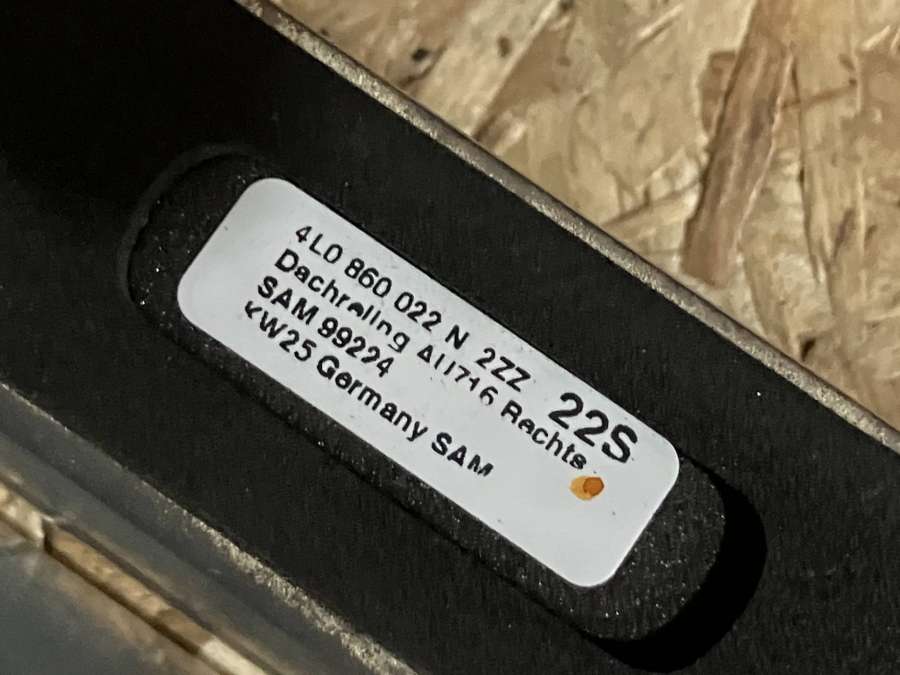 4L0 860 022 N 2ZZ 22S
Dachreling AU716 Rechts
SAM 99224
KW25 Germany SAM